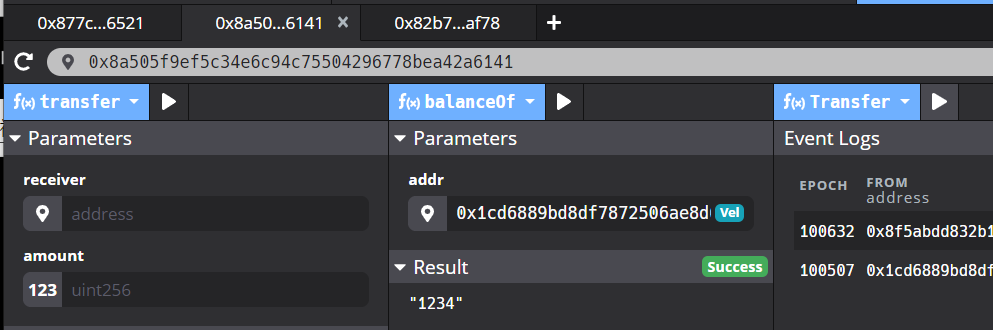 0x877c...6521
0x8a50...6141
0x82b7...af78
0x8a505f9ef5c34e6c94c75504296778bea42a6141
f(x) transfer
f(x) balanceOf
f(x) Transfer
Parameters
receiver
address
amount
123 uint256
Parameters
addr
0x1cd6889bd8df7872506ae8d
Vel
Result
Success
"1234"
Event Logs
EPOCH FROM
address
100632 0x8f5abdd832b1
100507 0x1cd6889bd8df